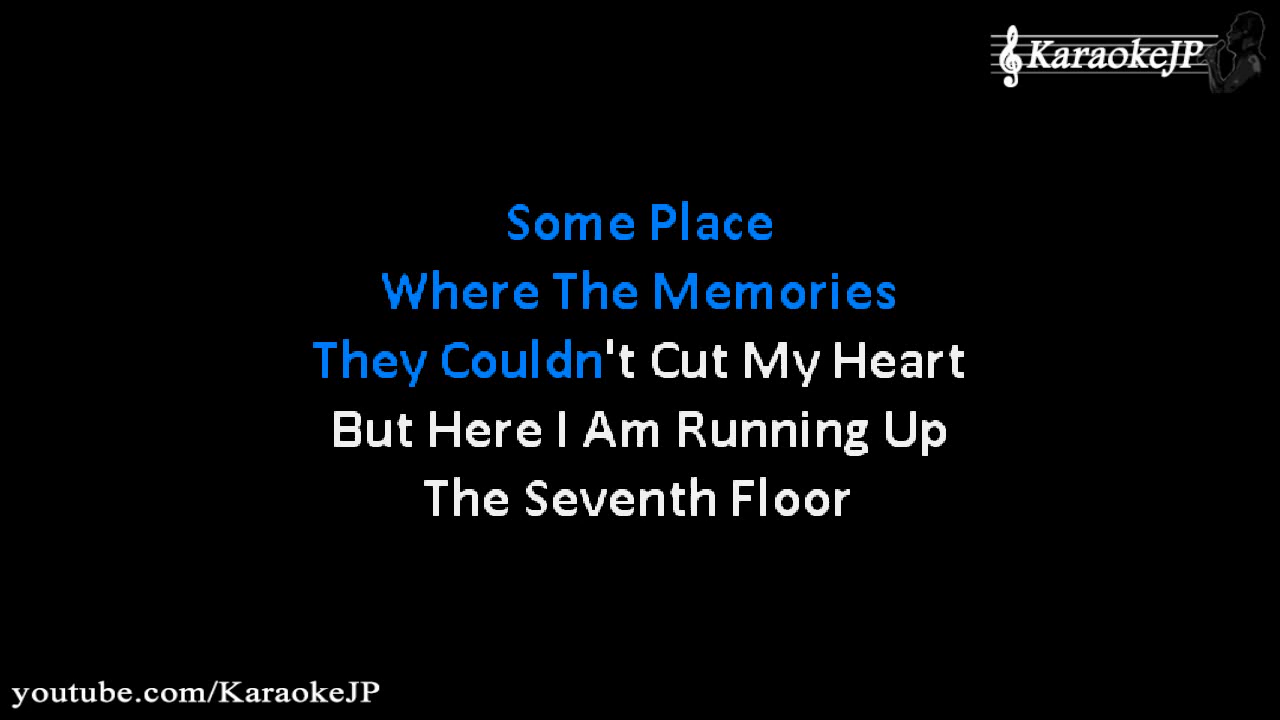 KaraokeJP
Some Place
Where The Memories
They Couldn't Cut My Heart
But Here I Am Running Up
The Seventh Floor
youtube.com/KaraokeJP